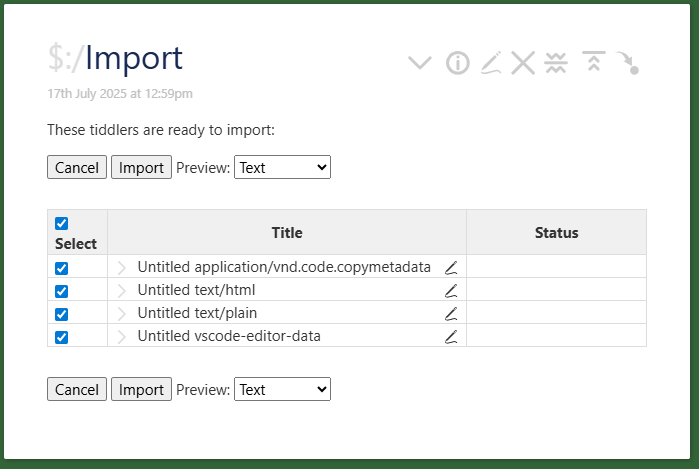 $:/Import
17th July 2025 at 12:59pm
These tiddlers are ready to import:
Cancel Import Preview: Text
Select Title Status
Untitled application/vnd.code.copymetadata
Untitled text/html
Untitled text/plain
Untitled vscode-editor-data
Cancel Import Preview: Text